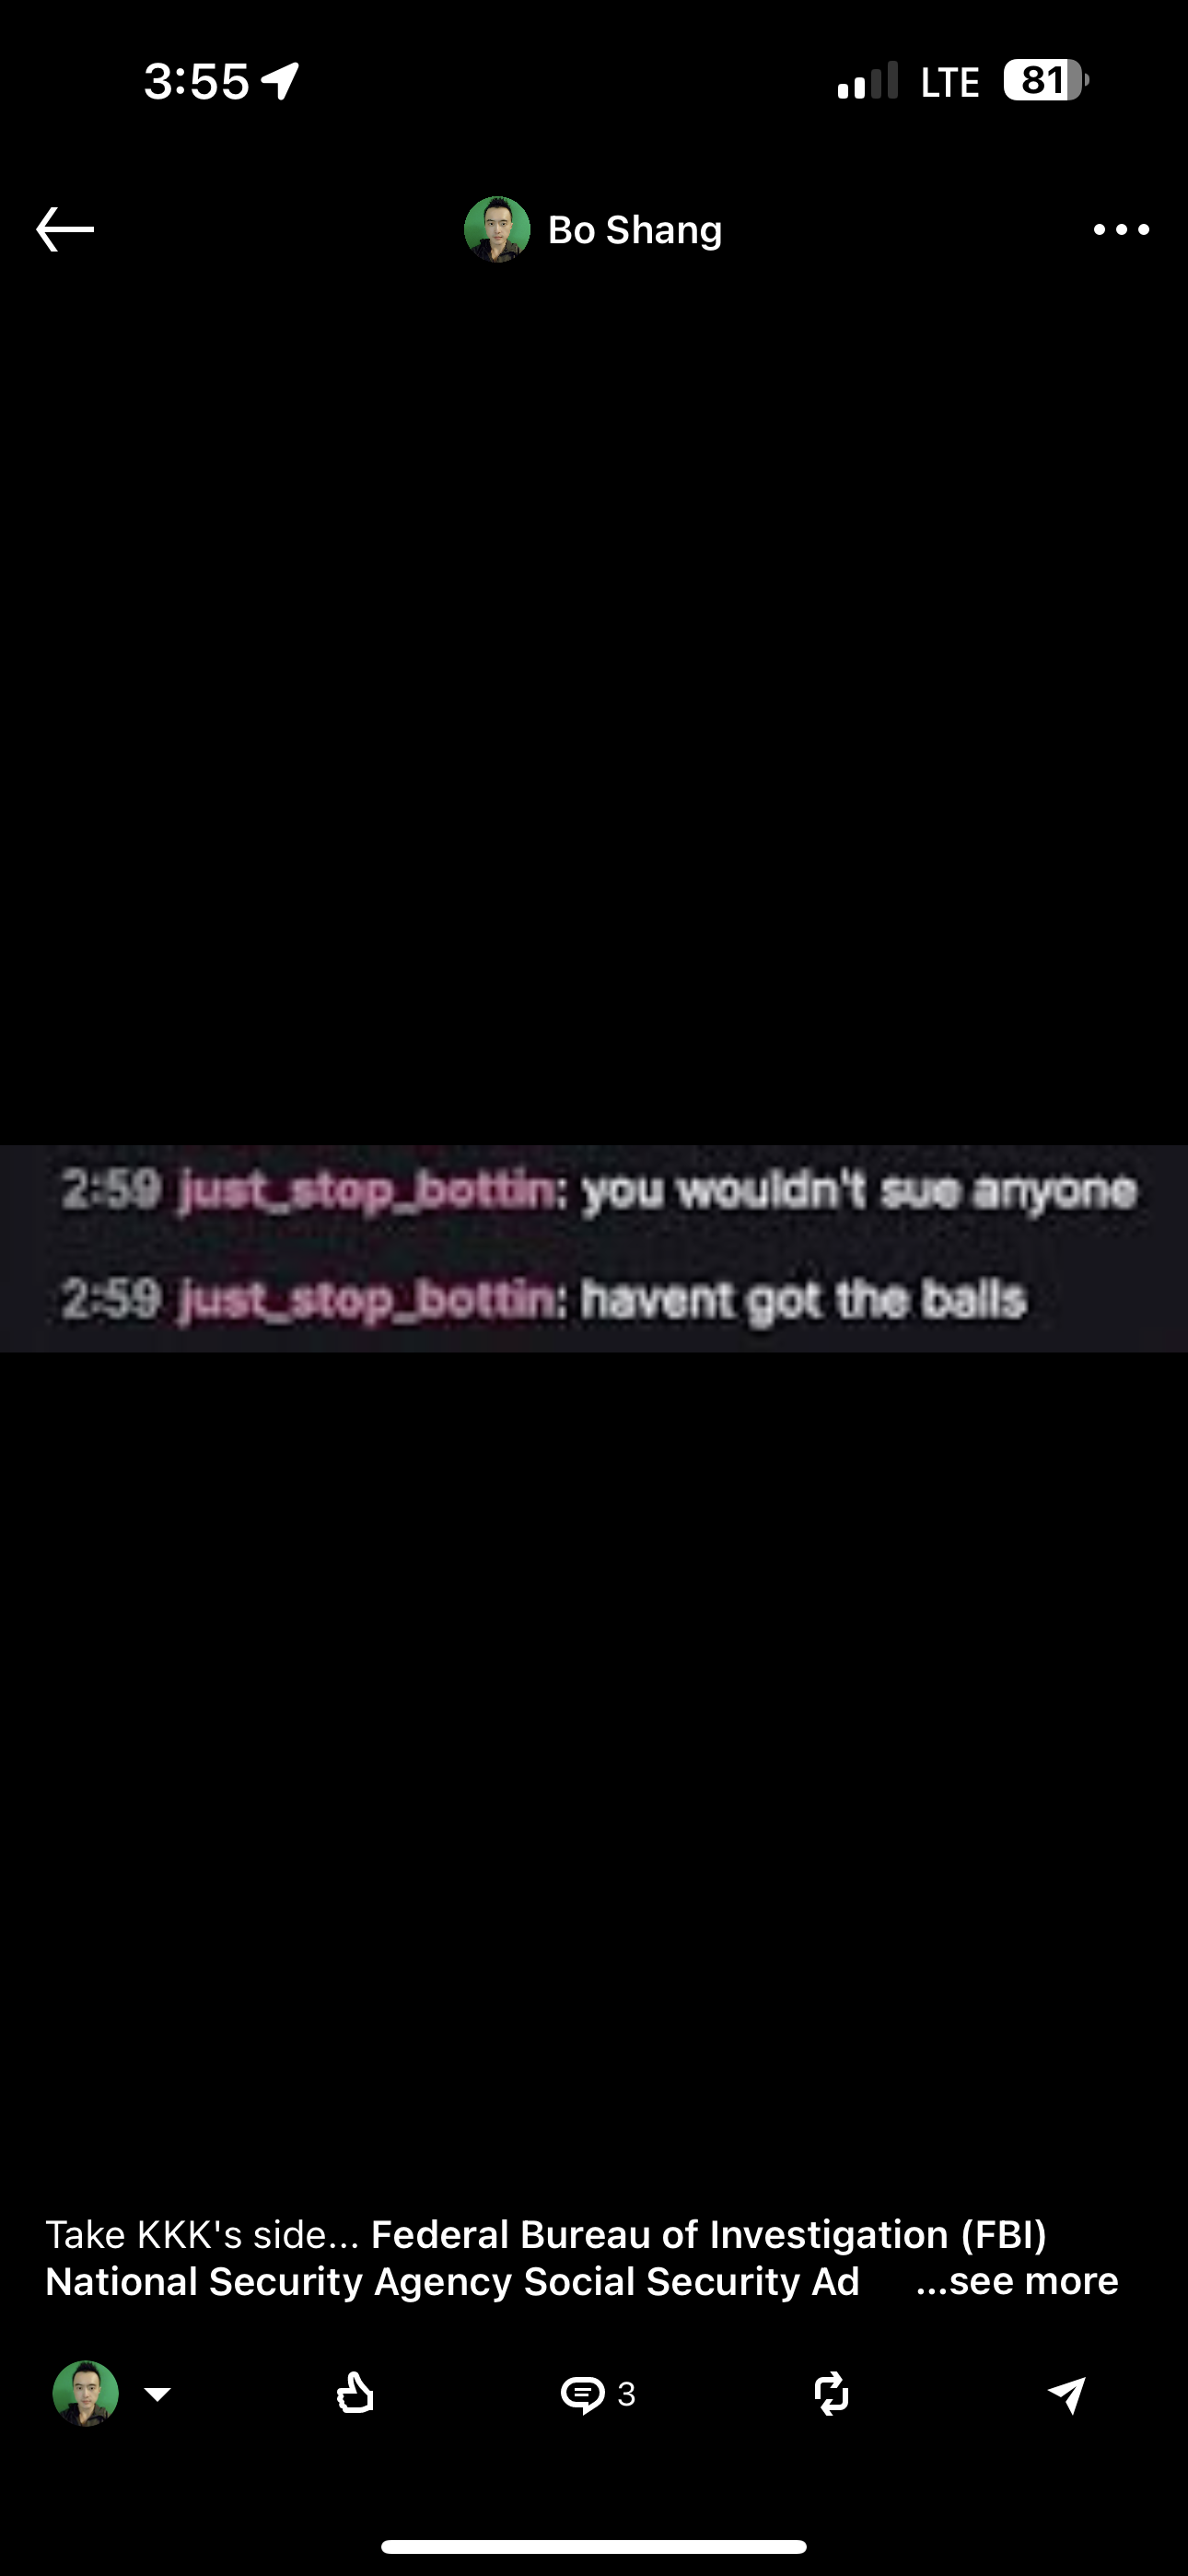 3:55 LTE 81
Bo Shang
2:59 just_stop_bottin: you wouldn't sue anyone
2:59 just_stop_bottin: havent got the balls
Take KKK's side... Federal Bureau of Investigation (FBI)
National Security Agency Social Security Ad ...see more
3